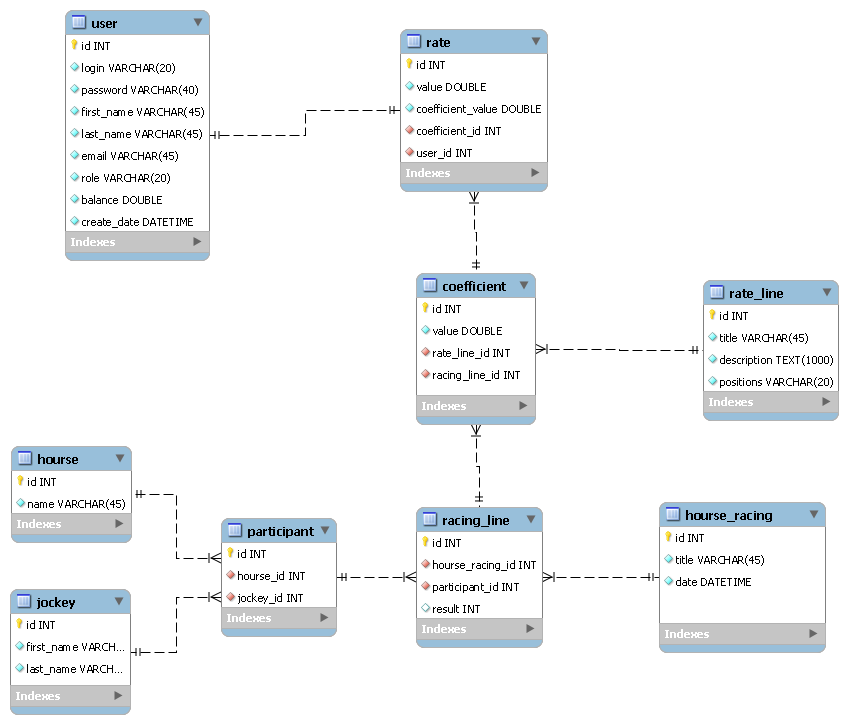 user
id INT
login VARCHAR(20)
password VARCHAR(40)
first_name VARCHAR(45)
last_name VARCHAR(45)
email VARCHAR(45)
role VARCHAR(20)
balance DOUBLE
create_date DATETIME
Indexes
rate
id INT
value DOUBLE
coefficient_value DOUBLE
coefficient_id INT
user_id INT
Indexes
coefficient
id INT
value DOUBLE
rate_line_id INT
racing_line_id INT
Indexes
rate_line
id INT
title VARCHAR(45)
description TEXT(1000)
positions VARCHAR(20)
Indexes
hourse
id INT
name VARCHAR(45)
Indexes
participant
id INT
hourse_id INT
jockey_id INT
Indexes
racing_line
id INT
hourse_racing_id INT
participant_id INT
result INT
Indexes
hourse_racing
id INT
title VARCHAR(45)
date DATETIME
Indexes
jockey
id INT
first_name VARCH...
last_name VARCH...
Indexes